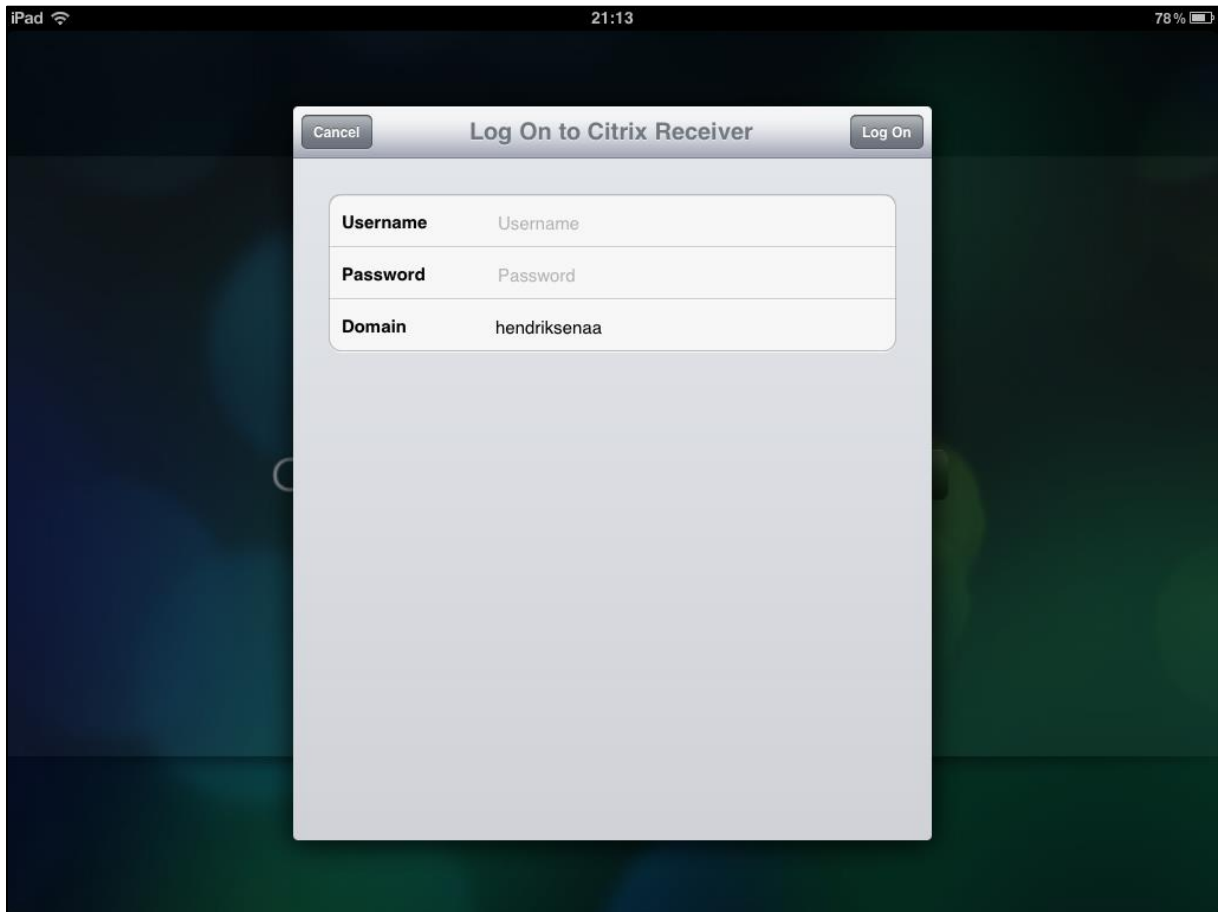 iPad 21:13 78%
Cancel Log On to Citrix Receiver Log On
Username Username
Password Password
Domain hendriksenaa